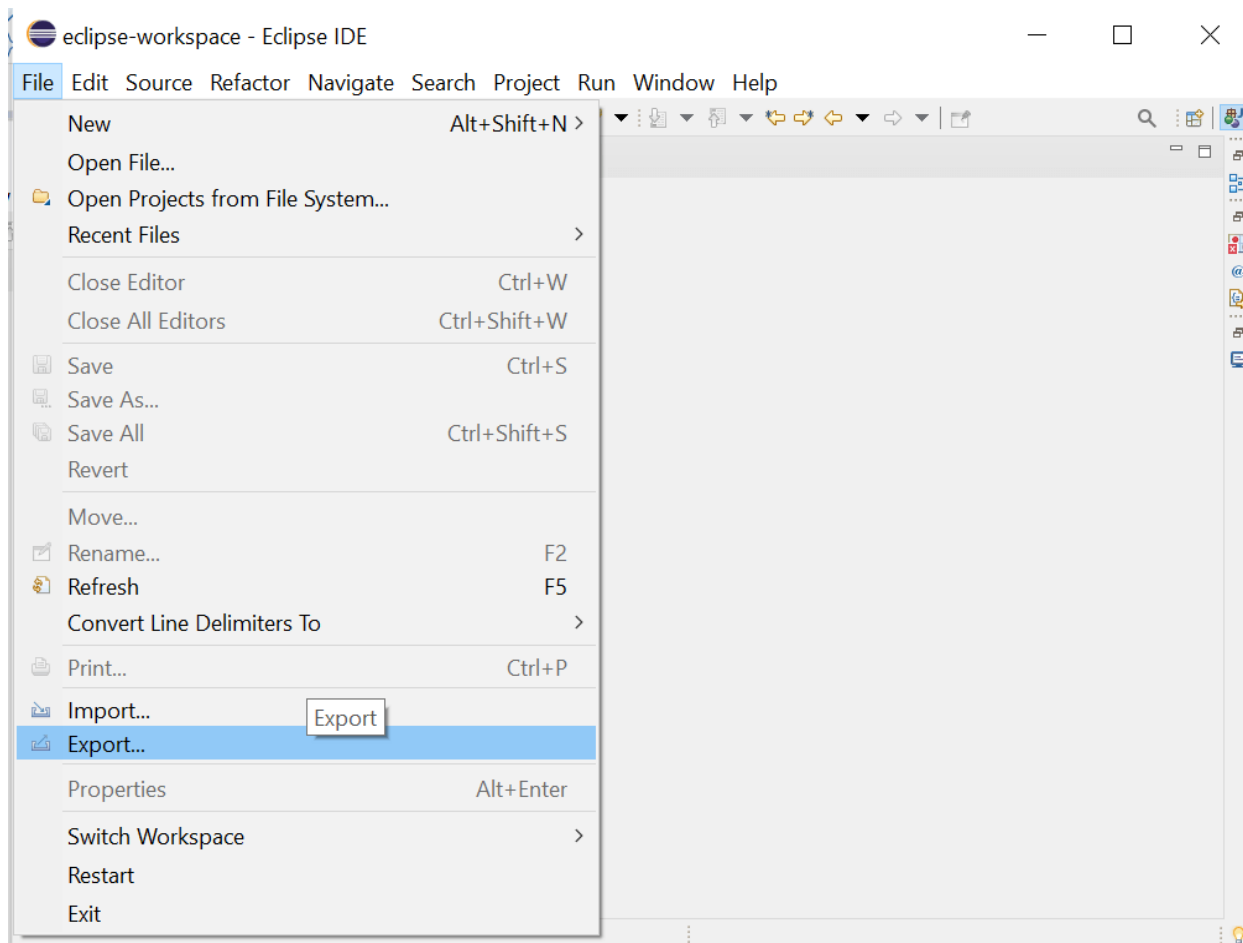 eclipse-workspace - Eclipse IDE
File Edit Source Refactor Navigate Search Project Run Window Help
New Alt+Shift+N >
Open File...
Open Projects from File System...
Recent Files >
Close Editor Ctrl+W
Close All Editors Ctrl+Shift+W
Save Ctrl+S
Save As...
Save All Ctrl+Shift+S
Revert
Move...
Rename... F2
Refresh F5
Convert Line Delimiters To >
Print... Ctrl+P
Import...
Export
Export...
Properties Alt+Enter
Switch Workspace >
Restart
Exit